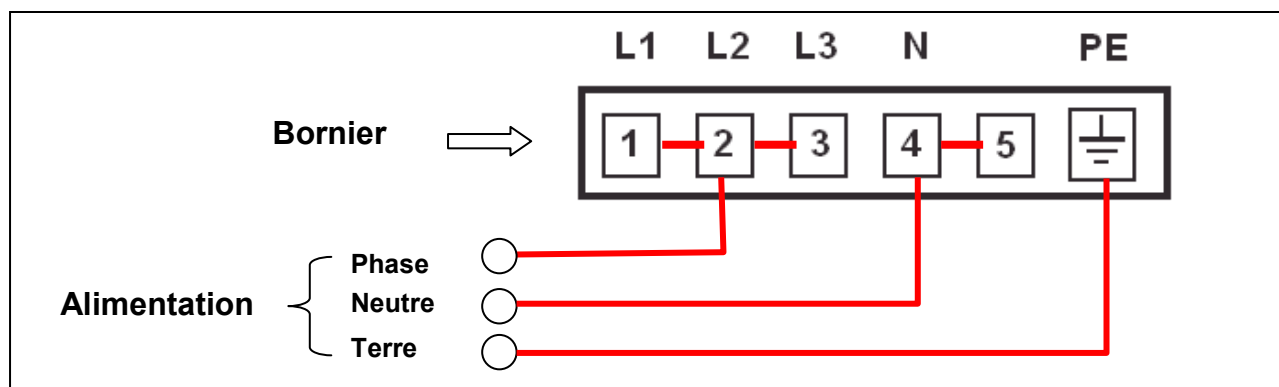 L1 L2 L3 N PE
Bornier
1 2 3 4 5
Phase
Alimentation
Neutre
Terre